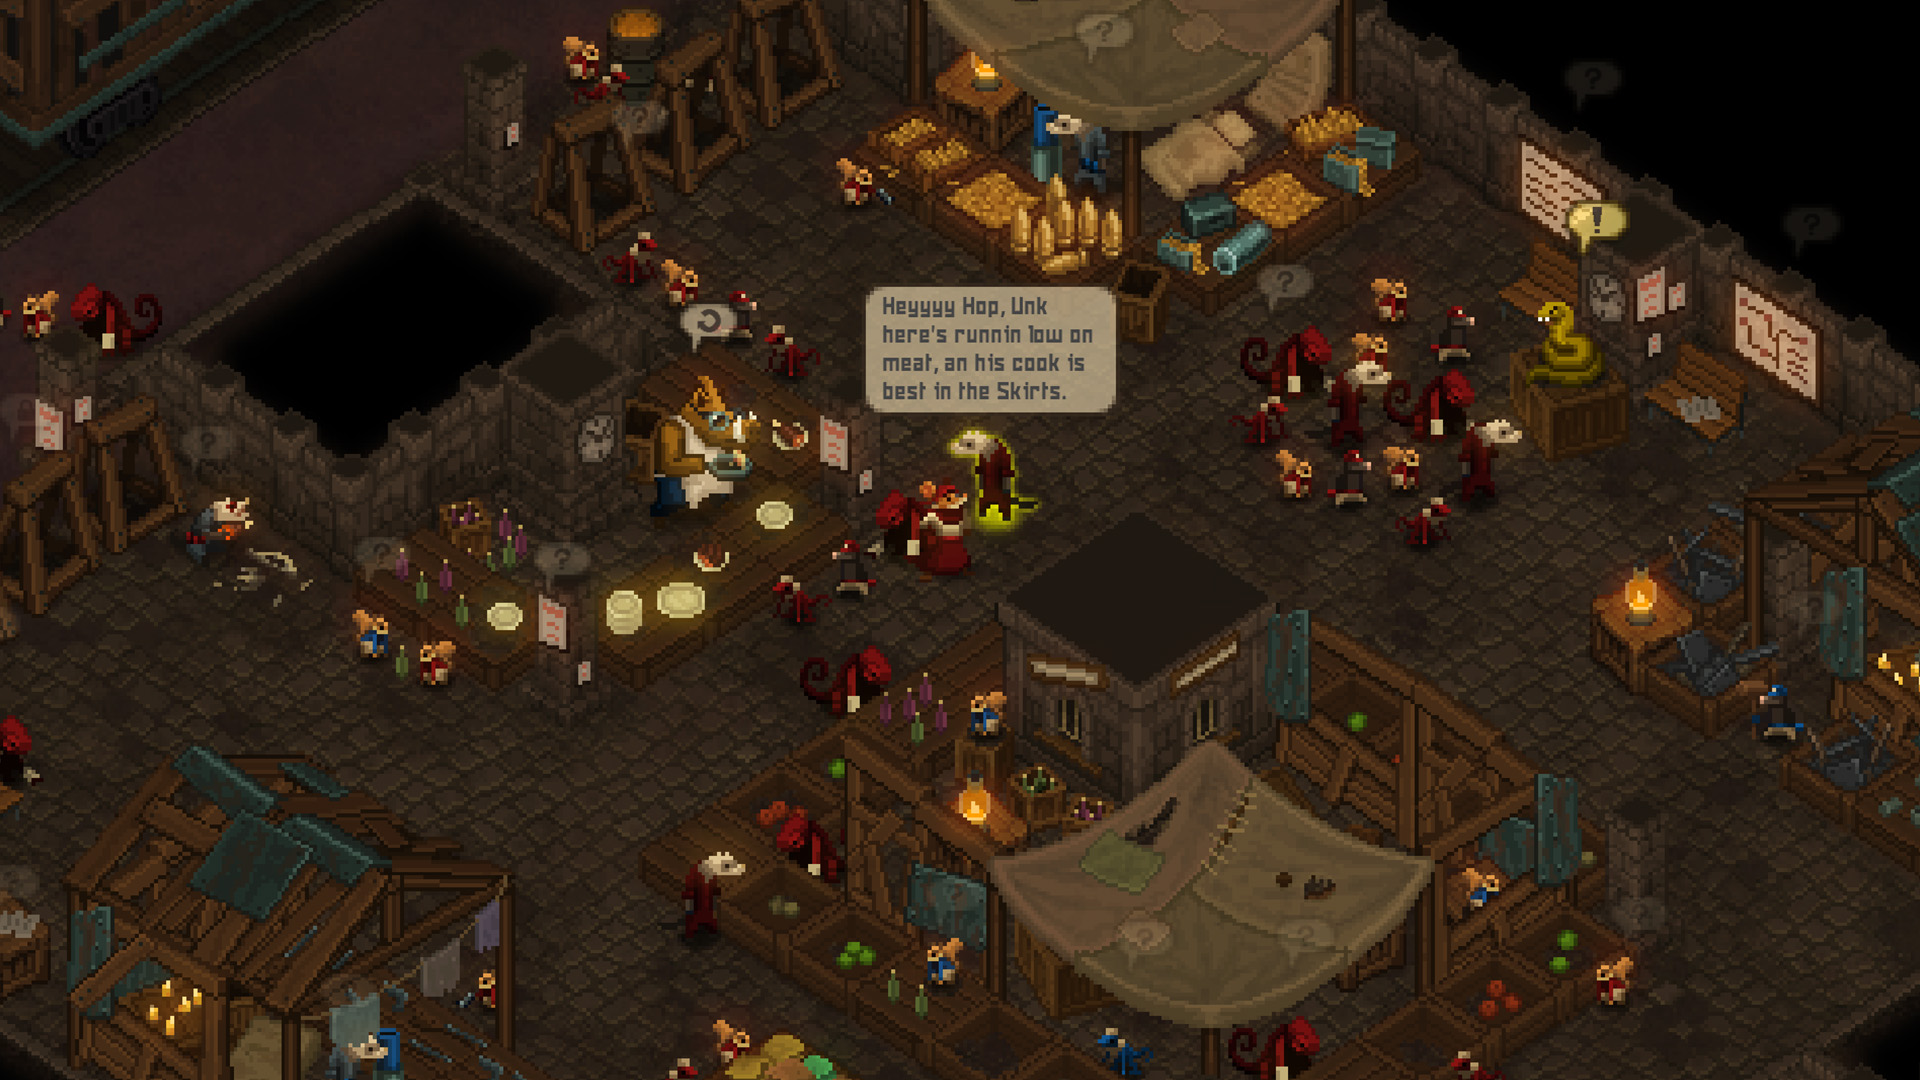 Heyyyy Hop, Unk
here's runnin low on
meat, an his cook is
best in the Skirts.